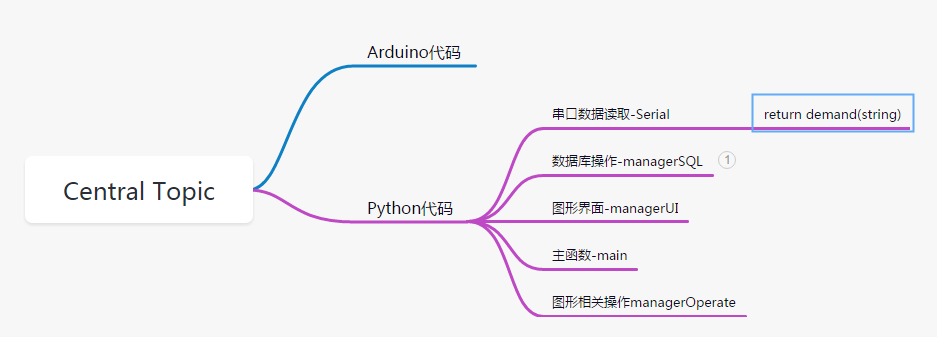 Central Topic
Arduino代码
Python代码
串口数据读取-Serial
return demand(string)
数据库操作-managerSQL
1
图形界面-managerUI
主函数-main
图形相关操作managerOperate